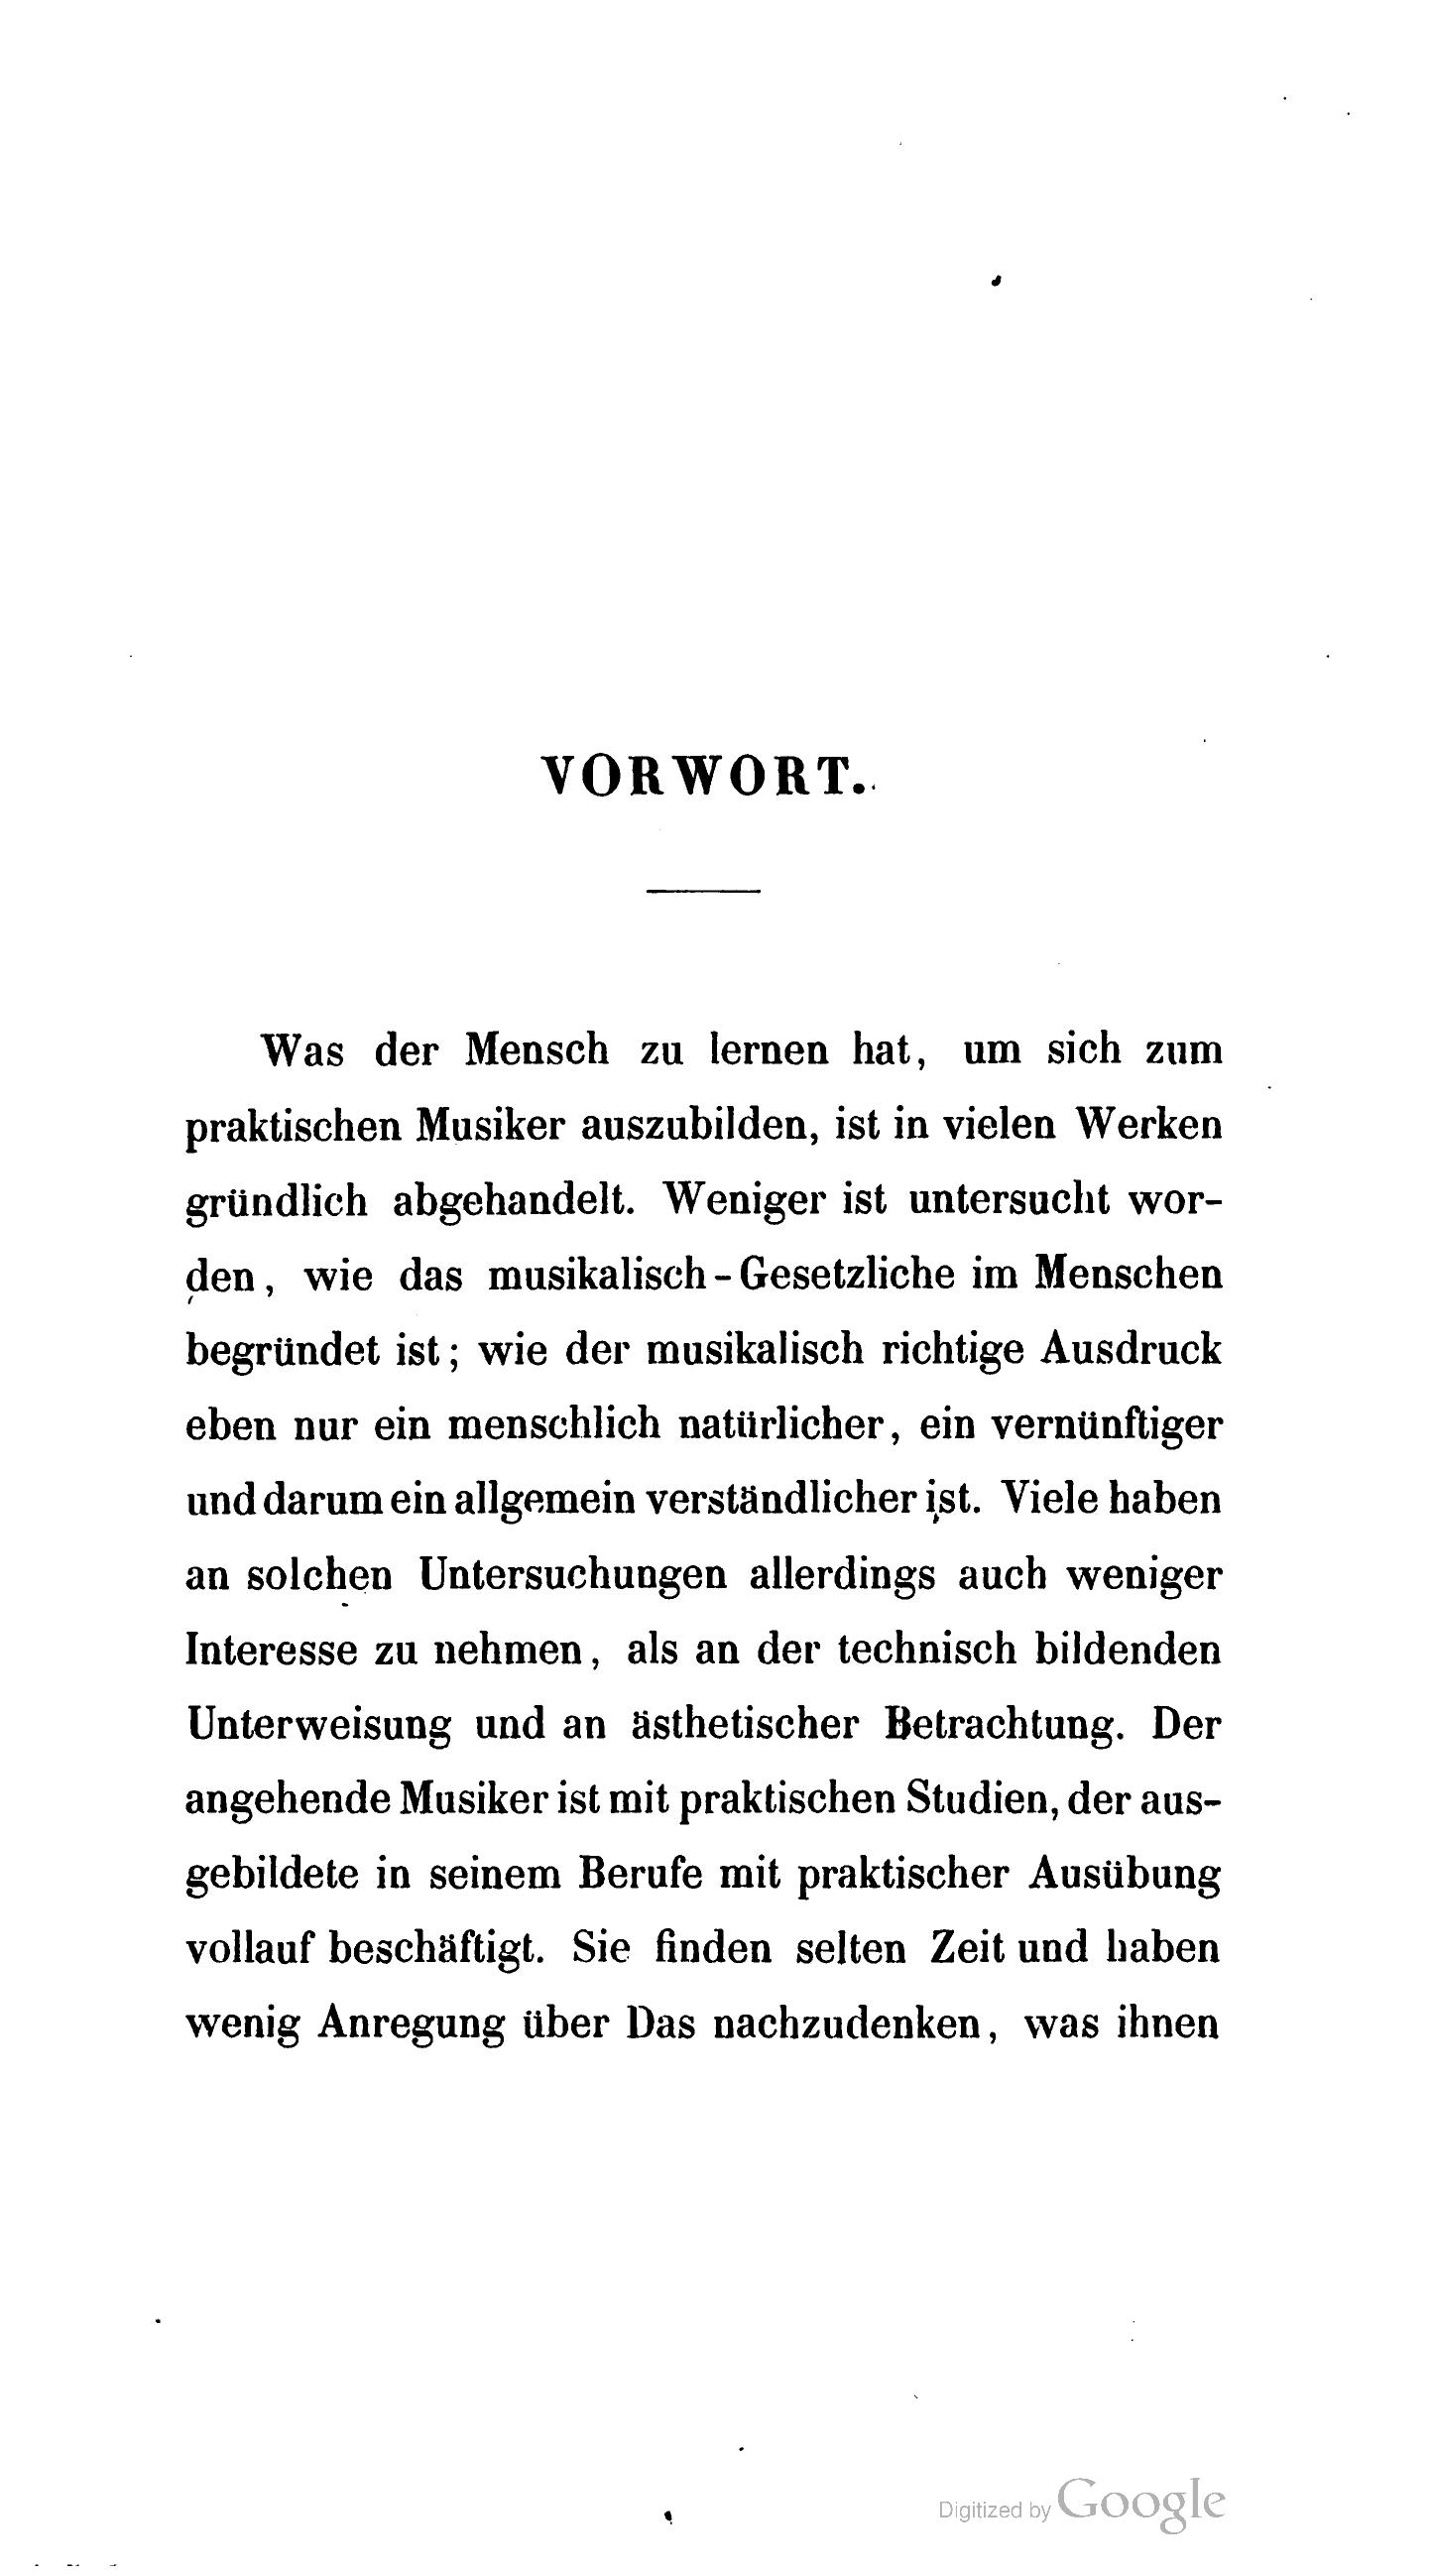 VORWORT.
Was der Mensch zu lernen hat, um sich zum
praktischen Musiker auszubilden, ist in vielen Werken
gründlich abgehandelt. Weniger ist untersucht wor-
den, wie das musikalisch-Gesetzliche im Menschen
begründet ist; wie der musikalisch richtige Ausdruck
eben nur ein menschlich natürlicher, ein vernünftiger
und darum ein allgemein verständlicher ist. Viele haben
an solchen Untersuchungen allerdings auch weniger
Interesse zu nehmen, als an der technisch bildenden
Unterweisung und an ästhetischer Betrachtung. Der
angehende Musiker ist mit praktischen Studien, der aus-
gebildete in seinem Berufe mit praktischer Ausübung
vollauf beschäftigt. Sie finden selten Zeit und haben
wenig Anregung über Das nachzudenken, was ihnen
Digitized by Google